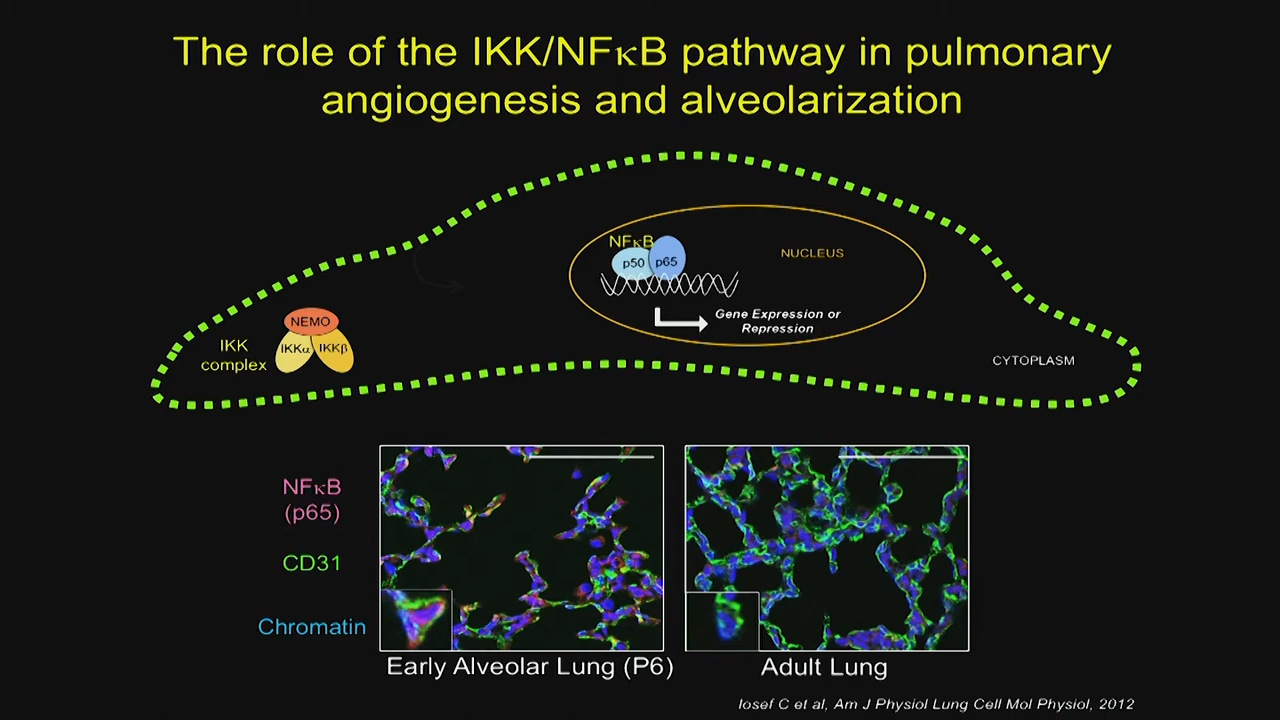 The role of the IKK/NFκB pathway in pulmonary
angiogenesis and alveolarization
NFκB
p50
p65
NUCLEUS
Gene Expression or
Repression
NEMO
IKKα
IKKβ
IKK
complex
CYTOPLASM
NFκB
(p65)
CD31
Chromatin
Early Alveolar Lung (P6)
Adult Lung
Iosef C et al, Am J Physiol Lung Cell Mol Physiol, 2012